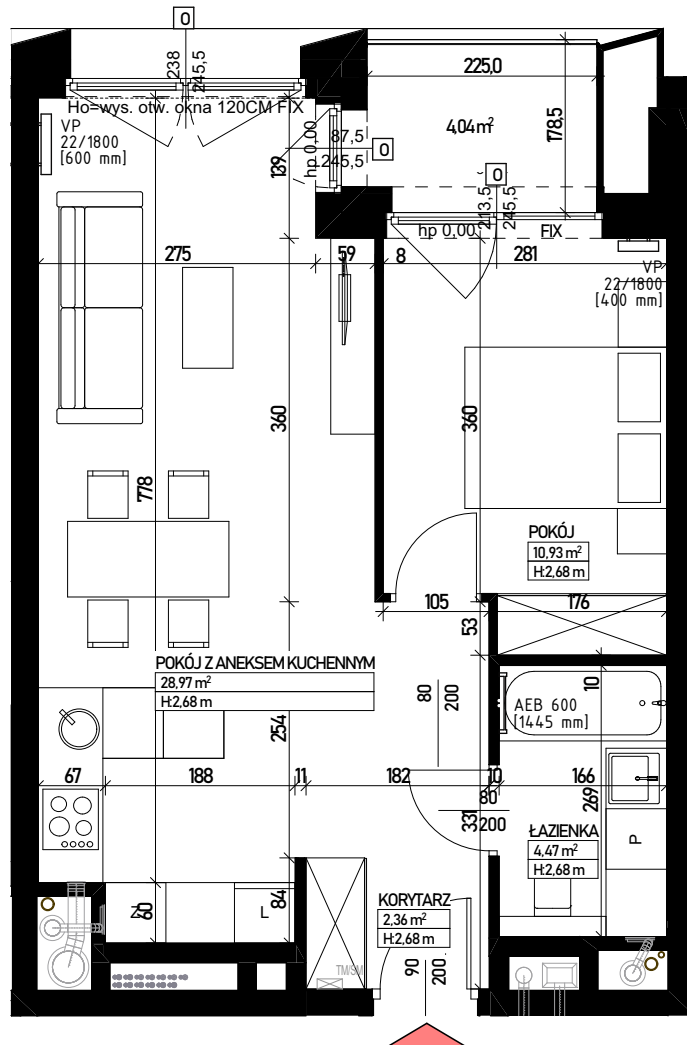 0
238
245,5
Ho=wys. otw. okna 120CM FIX
VP
22/1800
[600 mm]
225,0
4,04m²
178,5
87,5
245,5
0
hp 0,00
139
0
213,5
245,5
hp 0,00
FIX
275
59
8
281
VP
22/1800
[400 mm]
360
360
778
POKÓJ
10,93 m²
H:2,68 m
105
176
53
POKÓJ Z ANEKSEM KUCHENNYM
28,97 m²
H:2,68 m
80
200
10
AEB 600
[1445 mm]
254
67
188
11
182
10
166
80
200
331
269
ŁAZIENKA
4,47 m²
H:2,68 m
P
Z
60
L
84
KORYTARZ
2,36 m²
H:2,68 m
90
200
TM/SM